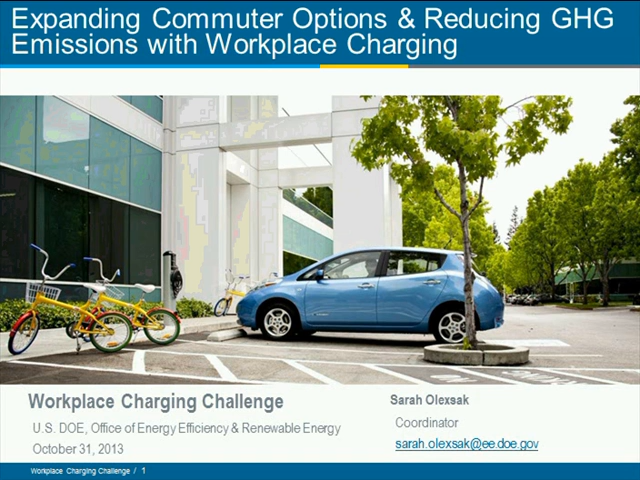 Expanding Commuter Options & Reducing GHG
Emissions with Workplace Charging
Workplace Charging Challenge
U.S. DOE, Office of Energy Efficiency & Renewable Energy
October 31, 2013
Sarah Olexsak
Coordinator
sarah.olexsak@ee.doe.gov
Workplace Charging Challenge / 1